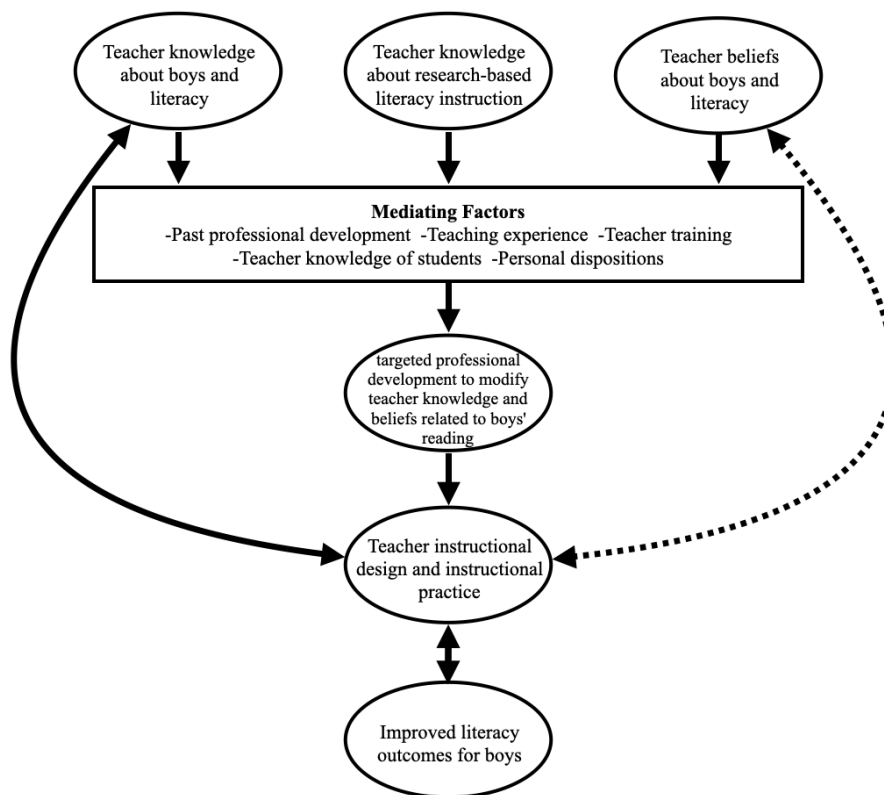 Teacher knowledge
about boys and
literacy
Teacher knowledge
about research-based
literacy instruction
Teacher beliefs
about boys and
literacy
Mediating Factors
-Past professional development -Teaching experience -Teacher training
-Teacher knowledge of students -Personal dispositions
targeted professional
development to modify
teacher knowledge and
beliefs related to boys'
reading
Teacher instructional
design and instructional
practice
Improved literacy
outcomes for boys